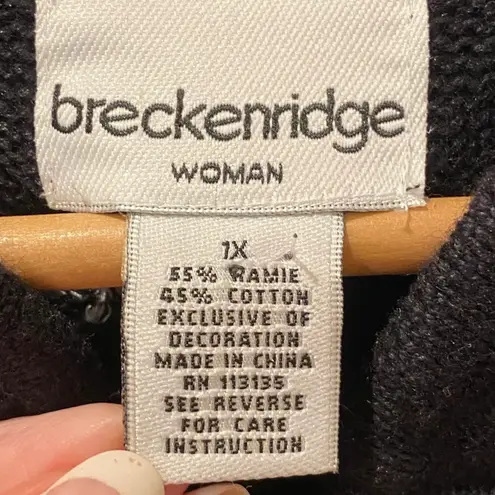 breckenridge
WOMAN
1X
55% RAMIE
45% COTTON
EXCLUSIVE OF
DECORATION
MADE IN CHINA
RN 113135
SEE REVERSE
FOR CARE
INSTRUCTION